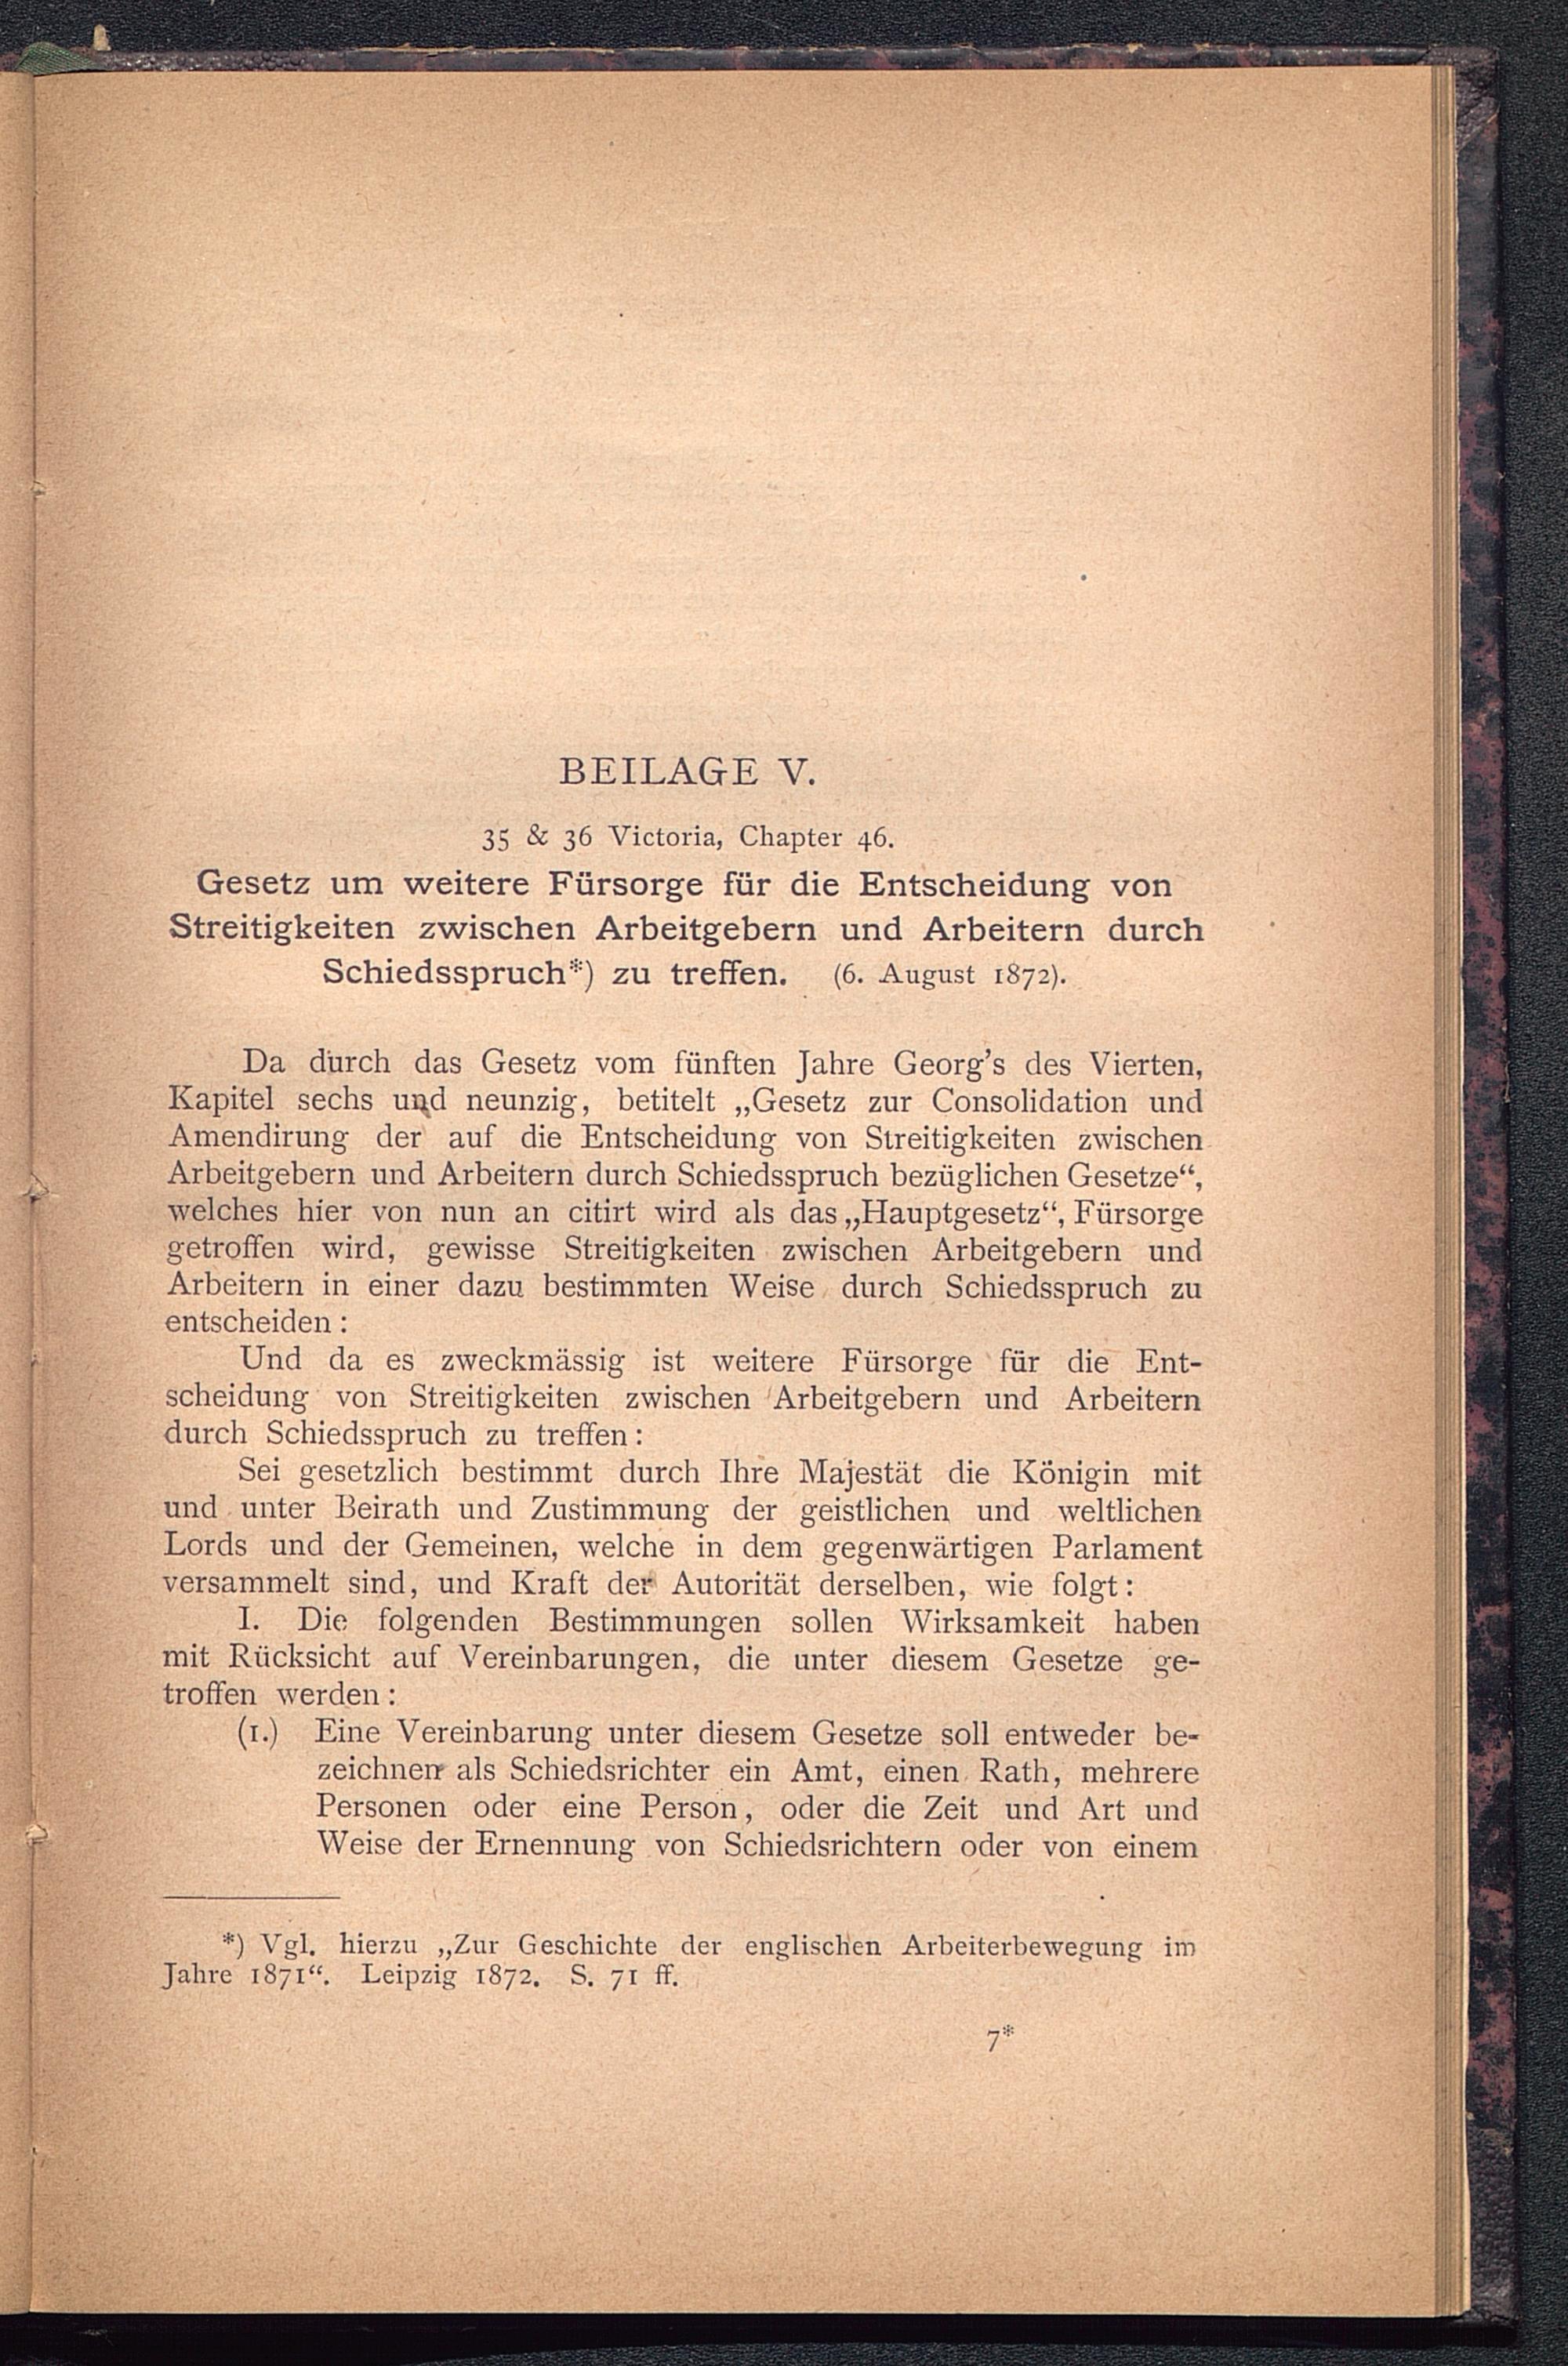 BEILAGE V.
35 & 36 Victoria, Chapter 46.
Gesetz um weitere Fürsorge für die Entscheidung von
Streitigkeiten zwischen Arbeitgebern und Arbeitern durch
Schiedsspruch*) zu treffen. (6. August 1872).
Da durch das Gesetz vom fünften Jahre Georg's des Vierten,
Kapitel sechs und neunzig, betitelt „Gesetz zur Consolidation und
Amendirung der auf die Entscheidung von Streitigkeiten zwischen
Arbeitgebern und Arbeitern durch Schiedsspruch bezüglichen Gesetze“,
welches hier von nun an citirt wird als das „Hauptgesetz“, Fürsorge
getroffen wird, gewisse Streitigkeiten zwischen Arbeitgebern und
Arbeitern in einer dazu bestimmten Weise durch Schiedsspruch zu
entscheiden:
Und da es zweckmässig ist weitere Fürsorge für die Ent-
scheidung von Streitigkeiten zwischen Arbeitgebern und Arbeitern
durch Schiedsspruch zu treffen:
Sei gesetzlich bestimmt durch Ihre Majestät die Königin mit
und unter Beirath und Zustimmung der geistlichen und weltlichen
Lords und der Gemeinen, welche in dem gegenwärtigen Parlament
versammelt sind, und Kraft der Autorität derselben, wie folgt:
I. Die folgenden Bestimmungen sollen Wirksamkeit haben
mit Rücksicht auf Vereinbarungen, die unter diesem Gesetze ge-
troffen werden:
(1.) Eine Vereinbarung unter diesem Gesetze soll entweder be-
zeichnen als Schiedsrichter ein Amt, einen Rath, mehrere
Personen oder eine Person, oder die Zeit und Art und
Weise der Ernennung von Schiedsrichtern oder von einem
*) Vgl. hierzu „Zur Geschichte der englischen Arbeiterbewegung im
Jahre 1871“. Leipzig 1872. S. 71 ff.
7*